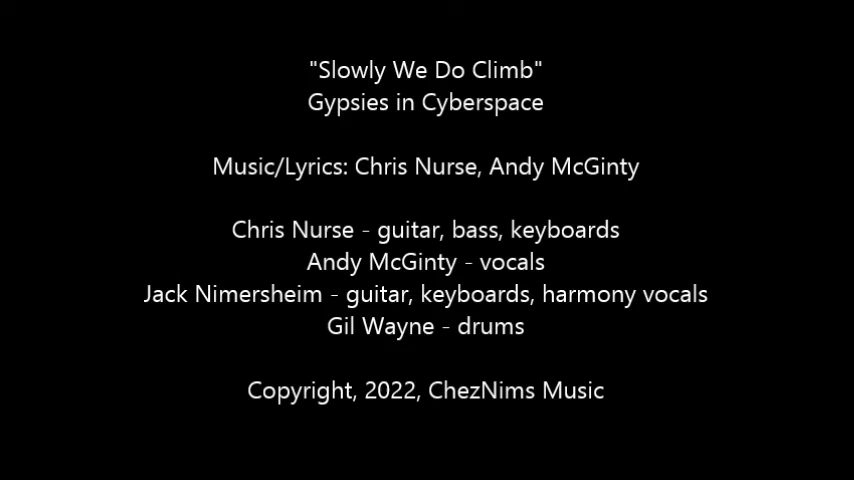 "Slowly We Do Climb"
Gypsies in Cyberspace
Music/Lyrics: Chris Nurse, Andy McGinty
Chris Nurse - guitar, bass, keyboards
Andy McGinty - vocals
Jack Nimersheim - guitar, keyboards, harmony vocals
Gil Wayne - drums
Copyright, 2022, ChezNims Music